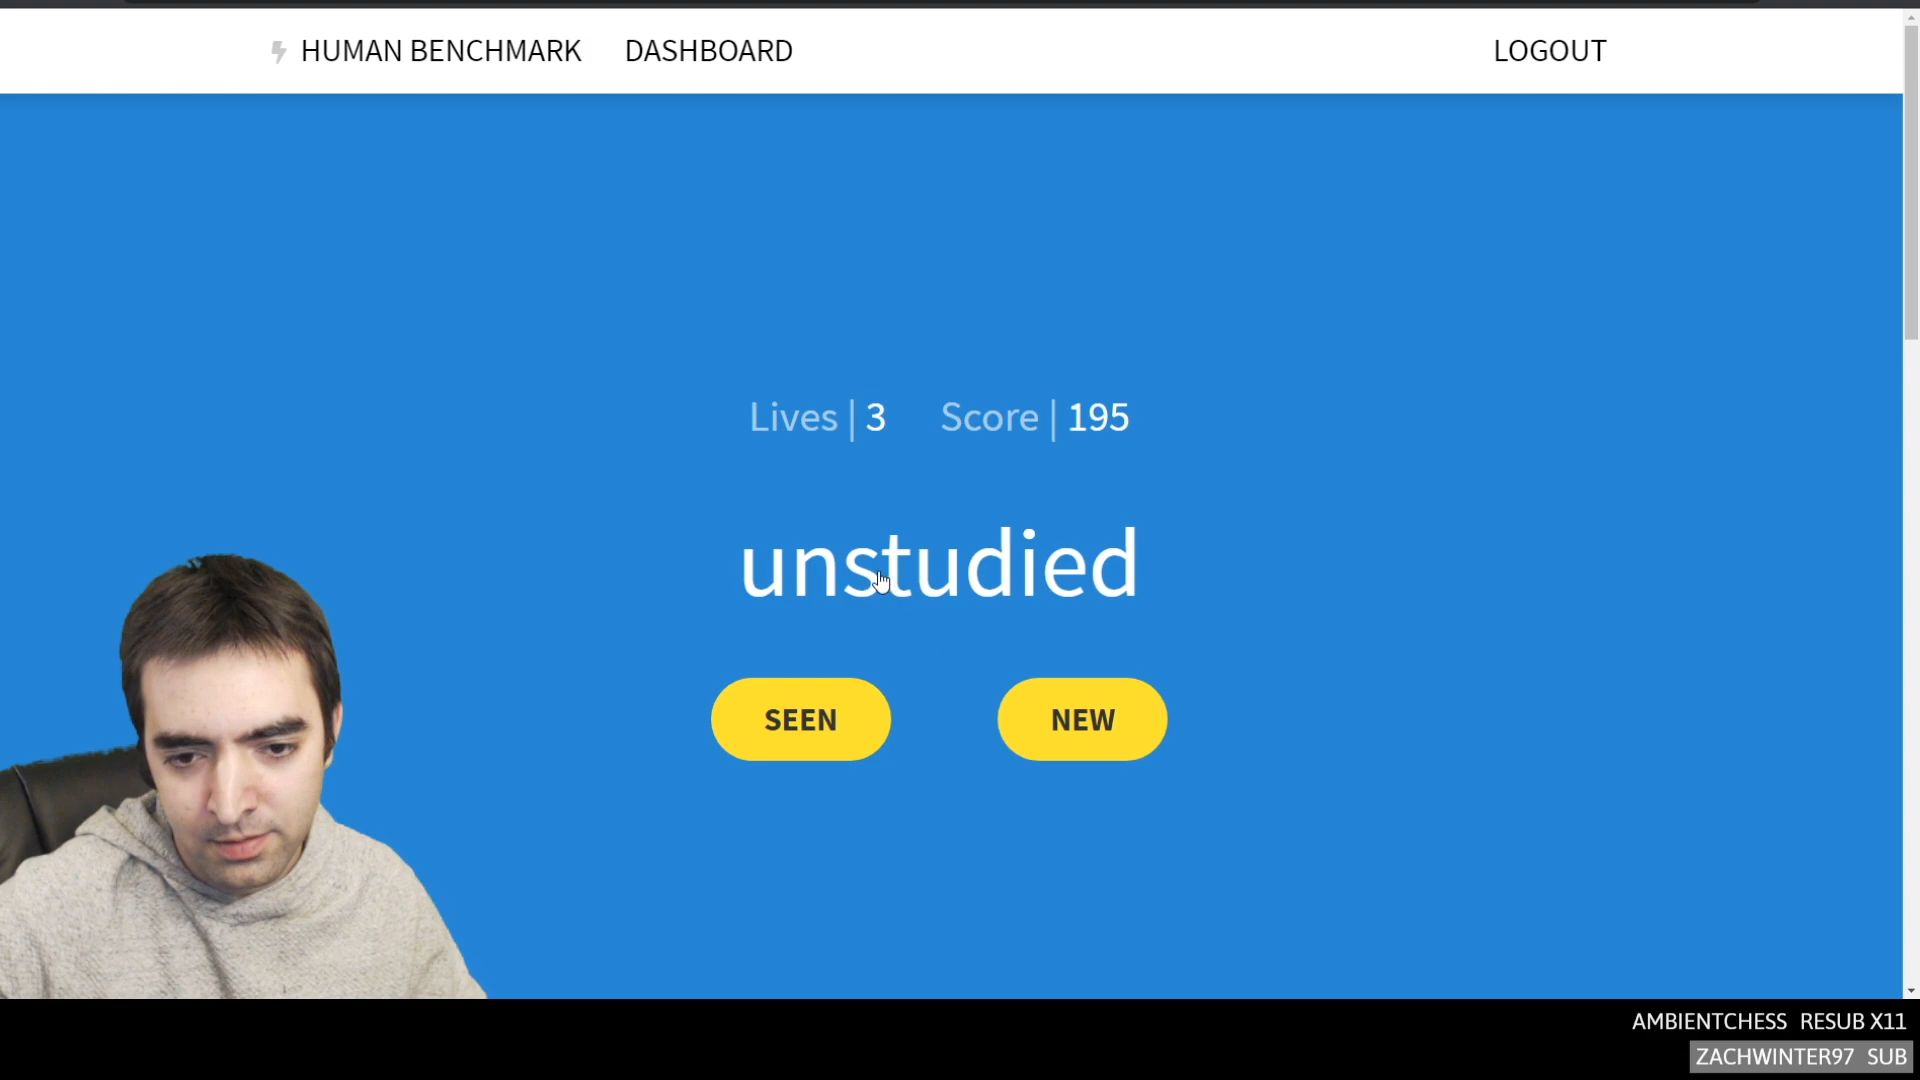 HUMAN BENCHMARK DASHBOARD LOGOUT
Lives | 3 Score | 195
unstudied
SEEN NEW
AMBIENTCHESS RESUB X11
ZACHWINTER97 SUB